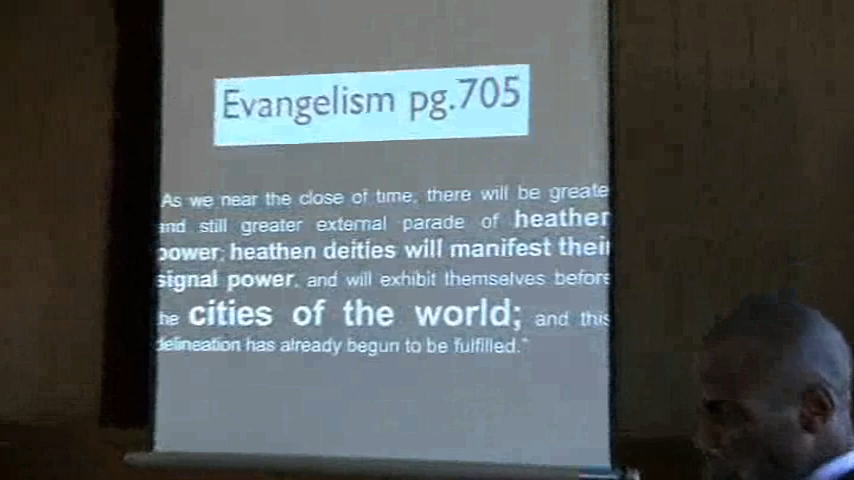 Evangelism pg.705
As we near the close of time, there will be greate
and still greater external parade of heathen
power; heathen deities will manifest their
signal power, and will exhibit themselves before
he cities of the world; and this
delineation has already begun to be fulfilled."